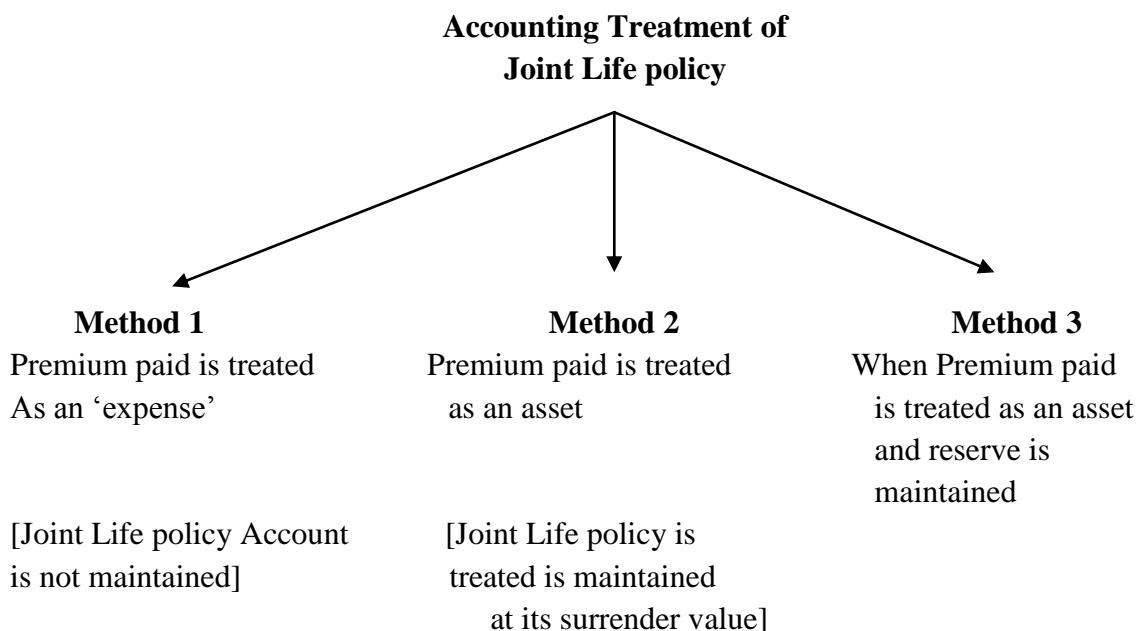 Accounting Treatment of
Joint Life policy
Method 1
Premium paid is treated
As an ‘expense’
[Joint Life policy Account
is not maintained]
Method 2
Premium paid is treated
as an asset
[Joint Life policy is
treated is maintained
at its surrender value]
Method 3
When Premium paid
is treated as an asset
and reserve is
maintained